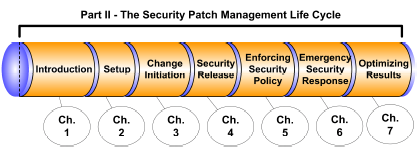 Part II - The Security Patch Management Life Cycle
Introduction
Setup
Change
Initiation
Security
Release
Enforcing
Security
Policy
Emergency
Security
Response
Optimizing
Results
Ch.
1
Ch.
2
Ch.
3
Ch.
4
Ch.
5
Ch.
6
Ch.
7